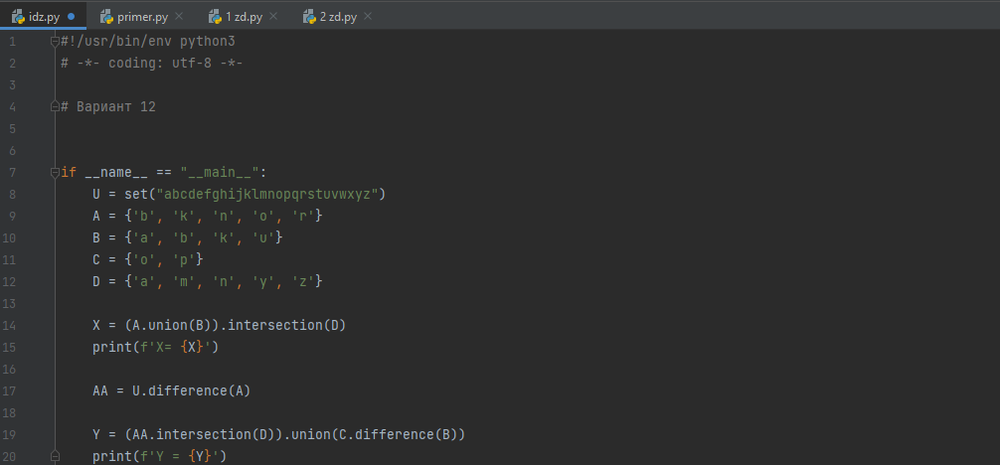 idz.py primer.py 1 zd.py 2 zd.py
1 #!/usr/bin/env python3
2 # -*- coding: utf-8 -*-
3
4 # Вариант 12
5
6
7 if __name__ == "__main__":
8     U = set("abcdefghijklmnopqrstuvwxyz")
9     A = {'b', 'k', 'n', 'o', 'r'}
10     B = {'a', 'b', 'k', 'u'}
11     C = {'o', 'p'}
12     D = {'a', 'm', 'n', 'y', 'z'}
13
14     X = (A.union(B)).intersection(D)
15     print(f'X= {X}')
16
17     AA = U.difference(A)
18
19     Y = (AA.intersection(D)).union(C.difference(B))
20     print(f'Y = {Y}')